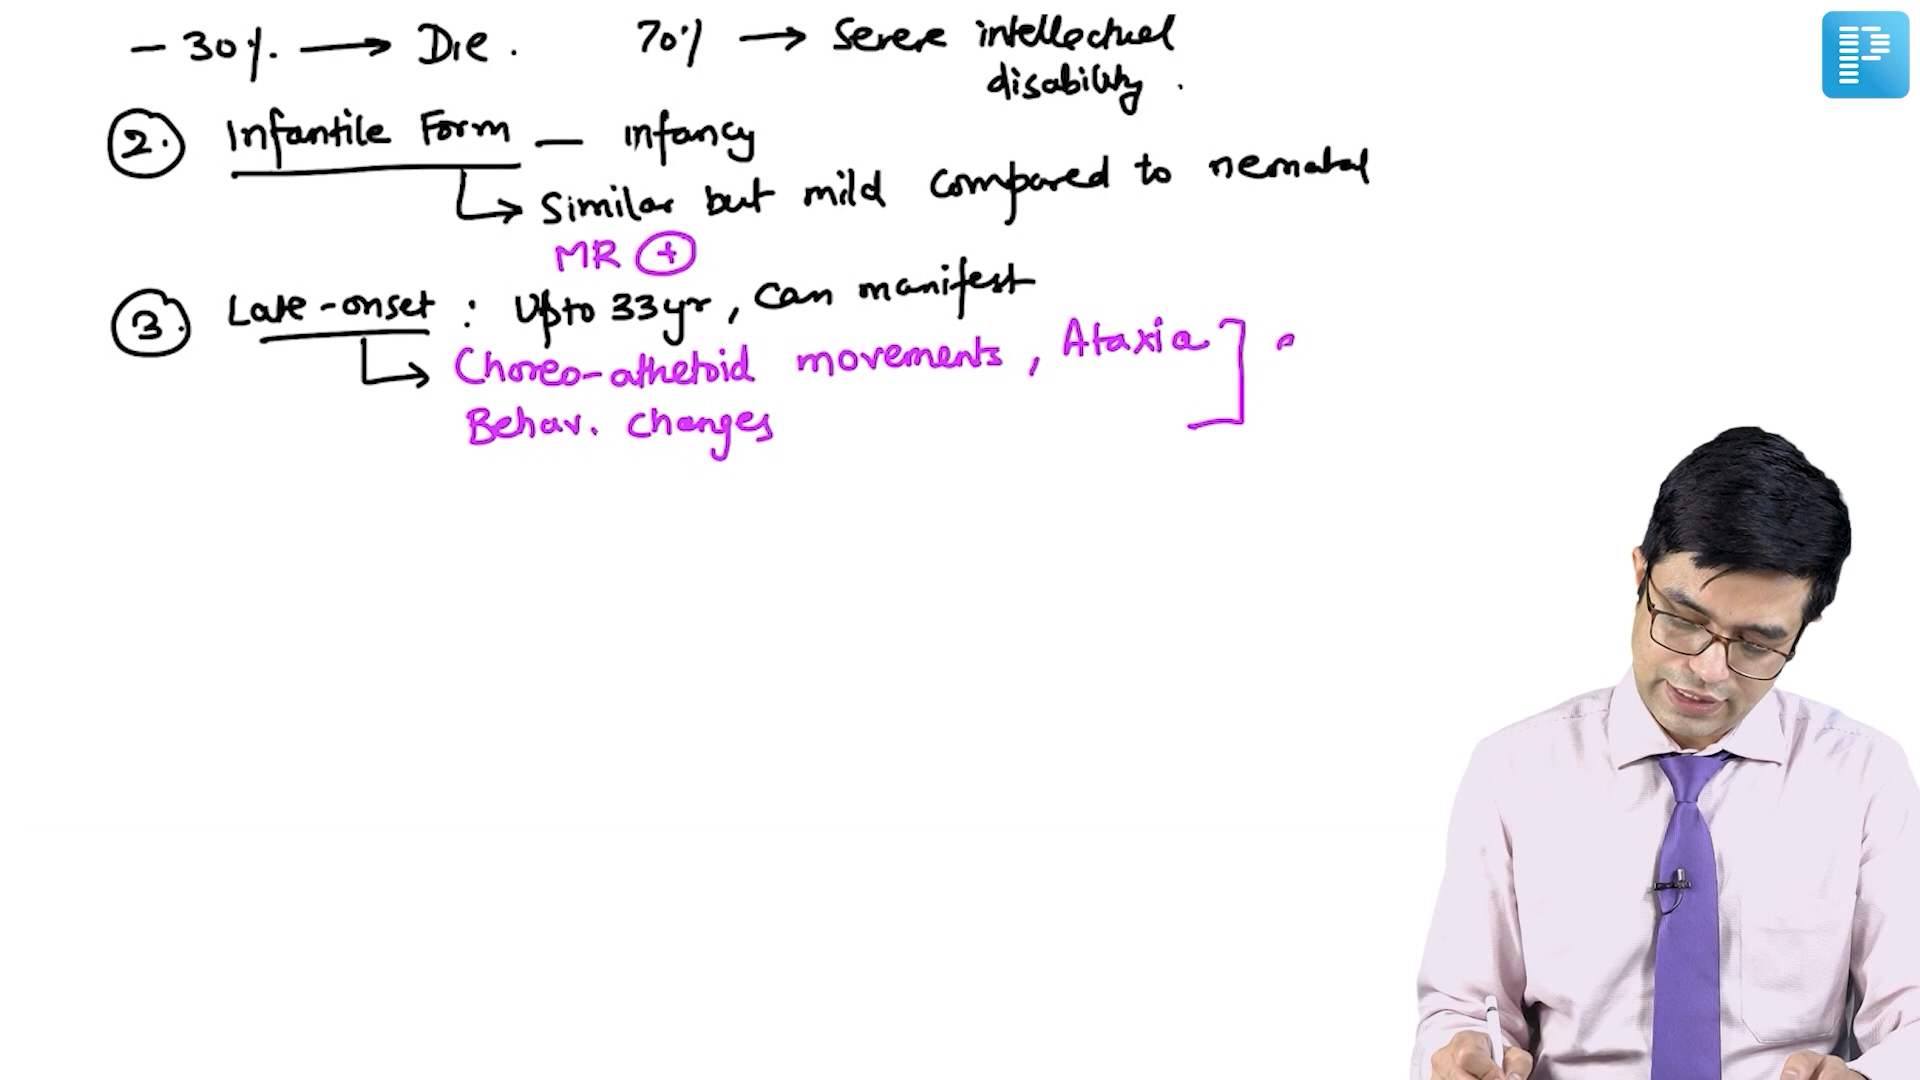 – 30%. → Die. 70% → Severe intellectual
disability.
2. Infantile Form — infancy
↳ Similar but mild compared to neonatal
MR (+)
3. Late-onset : Upto 33yr, can manifest
↳ Choreo-athetoid movements, Ataxia ]
Behav. changes